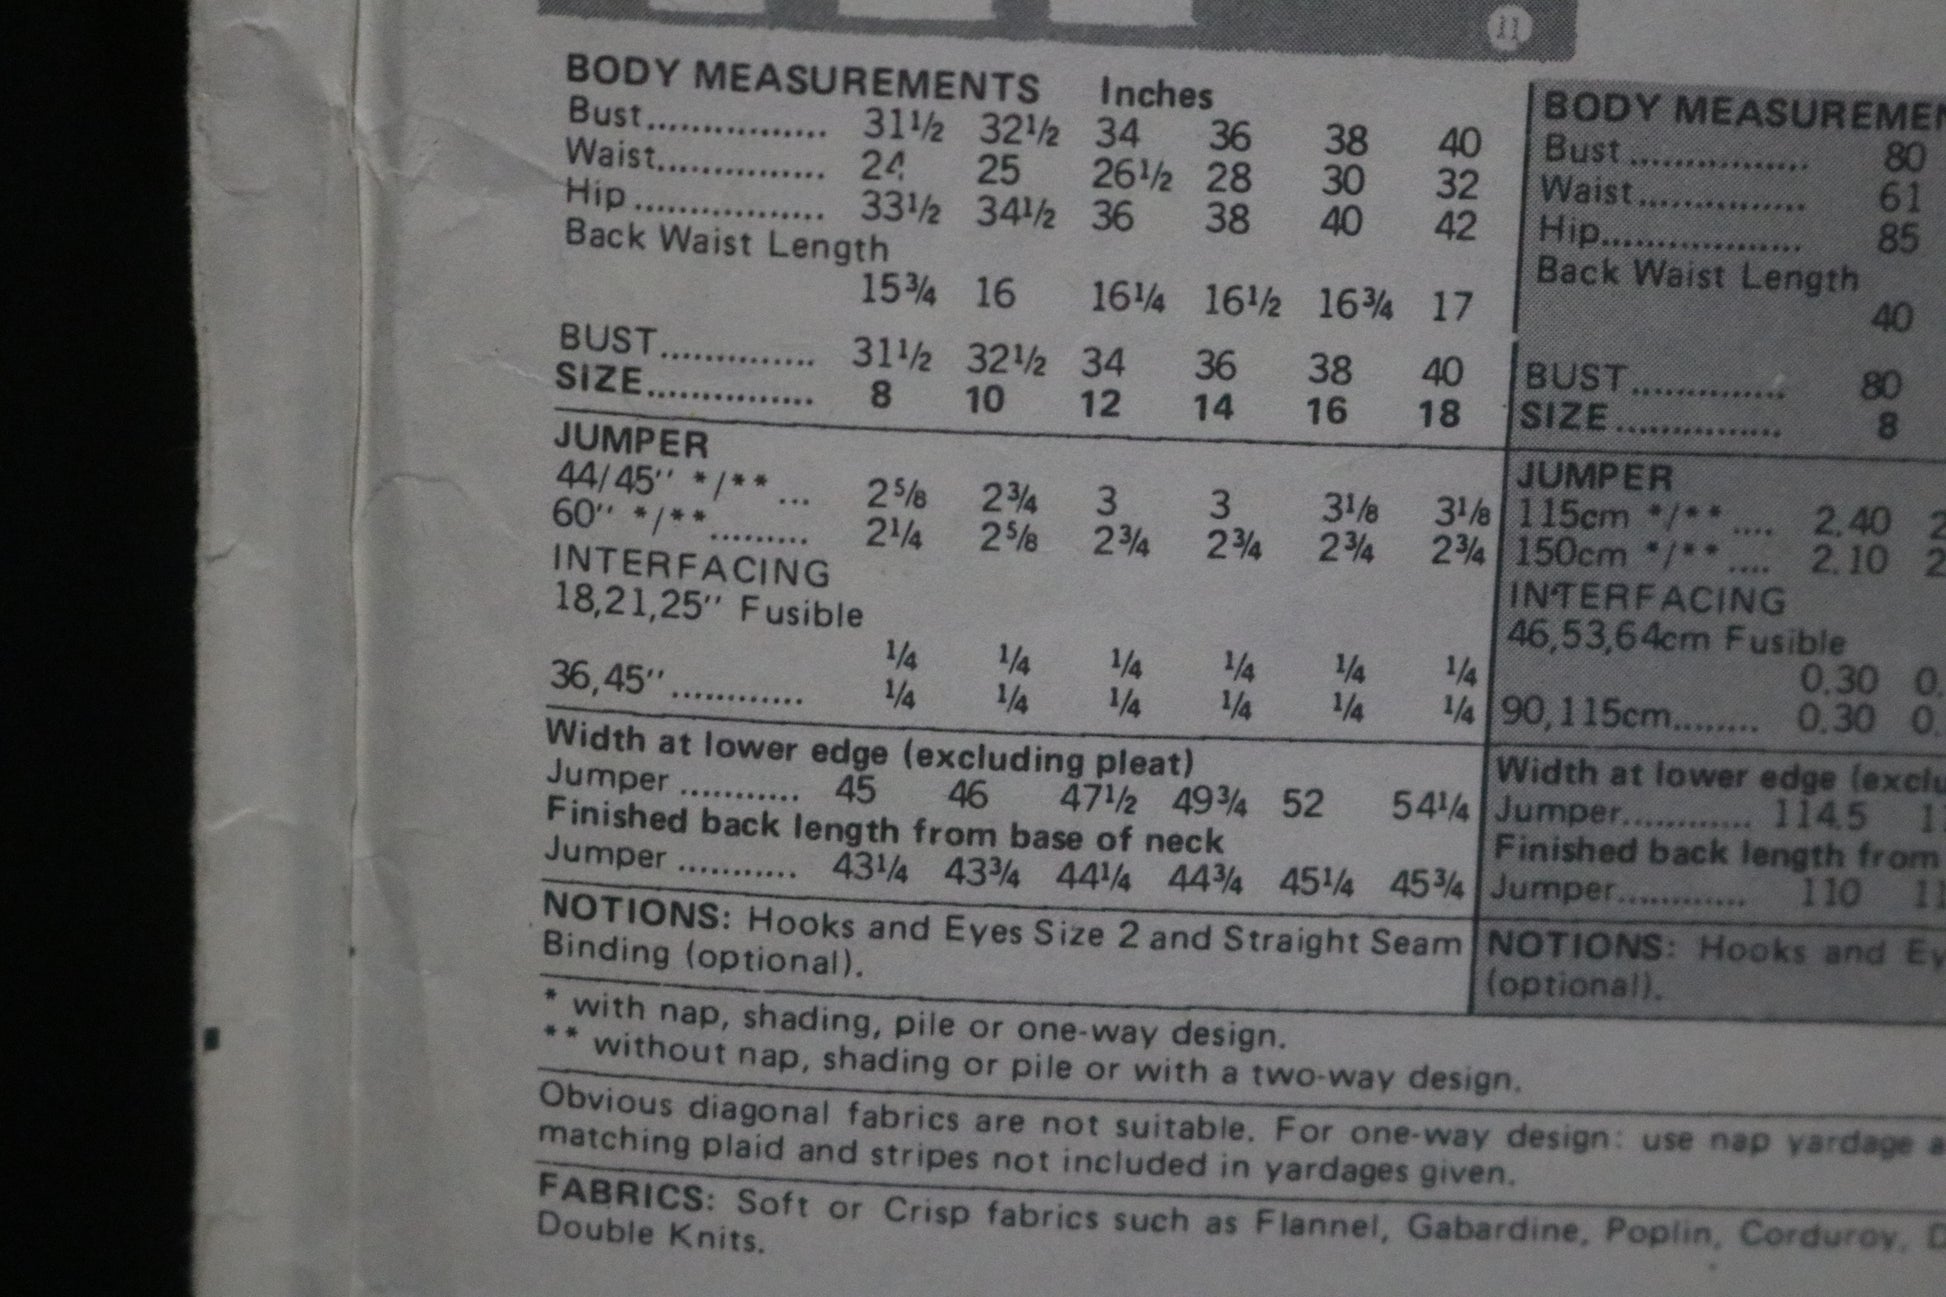 11
BODY MEASUREMENTS Inches
Bust................ 31½ 32½ 34 36 38 40
Waist............... 24 25 26½ 28 30 32
Hip ................. 33½ 34½ 36 38 40 42
Back Waist Length
15¾ 16 16¼ 16½ 16¾ 17
BUST.............. 31½ 32½ 34 36 38 40
SIZE............... 8 10 12 14 16 18
JUMPER
44/45'' */** ... 2⅝ 2¾ 3 3 3⅛ 3⅛
60'' */**......... 2¼ 2⅝ 2¾ 2¾ 2¾ 2¾
INTERFACING
18,21,25'' Fusible
¼ ¼ ¼ ¼ ¼ ¼
36,45''............ ¼ ¼ ¼ ¼ ¼ ¼
Width at lower edge (excluding pleat)
Jumper ........... 45 46 47½ 49¾ 52 54¼
Finished back length from base of neck
Jumper ........... 43¼ 43¾ 44¼ 44¾ 45¼ 45¾
NOTIONS: Hooks and Eyes Size 2 and Straight Seam
Binding (optional).
BODY MEASUREMEN
Bust ................ 80
Waist............... 61
Hip.................. 85
Back Waist Length
40
BUST.............. 80
SIZE............... 8
JUMPER
115cm */** .... 2.40 2
150cm */** .... 2.10 2
INTERFACING
46,53,64cm Fusible
0.30 0.
90,115cm........ 0.30 0.
Width at lower edge (exclu
Jumper............ 114.5 11
Finished back length from
Jumper............ 110 11
NOTIONS: Hooks and Ey
(optional).
* with nap, shading, pile or one-way design.
** without nap, shading or pile or with a two-way design.
Obvious diagonal fabrics are not suitable. For one-way design: use nap yardage a
matching plaid and stripes not included in yardages given.
FABRICS: Soft or Crisp fabrics such as Flannel, Gabardine, Poplin, Corduroy, D
Double Knits.